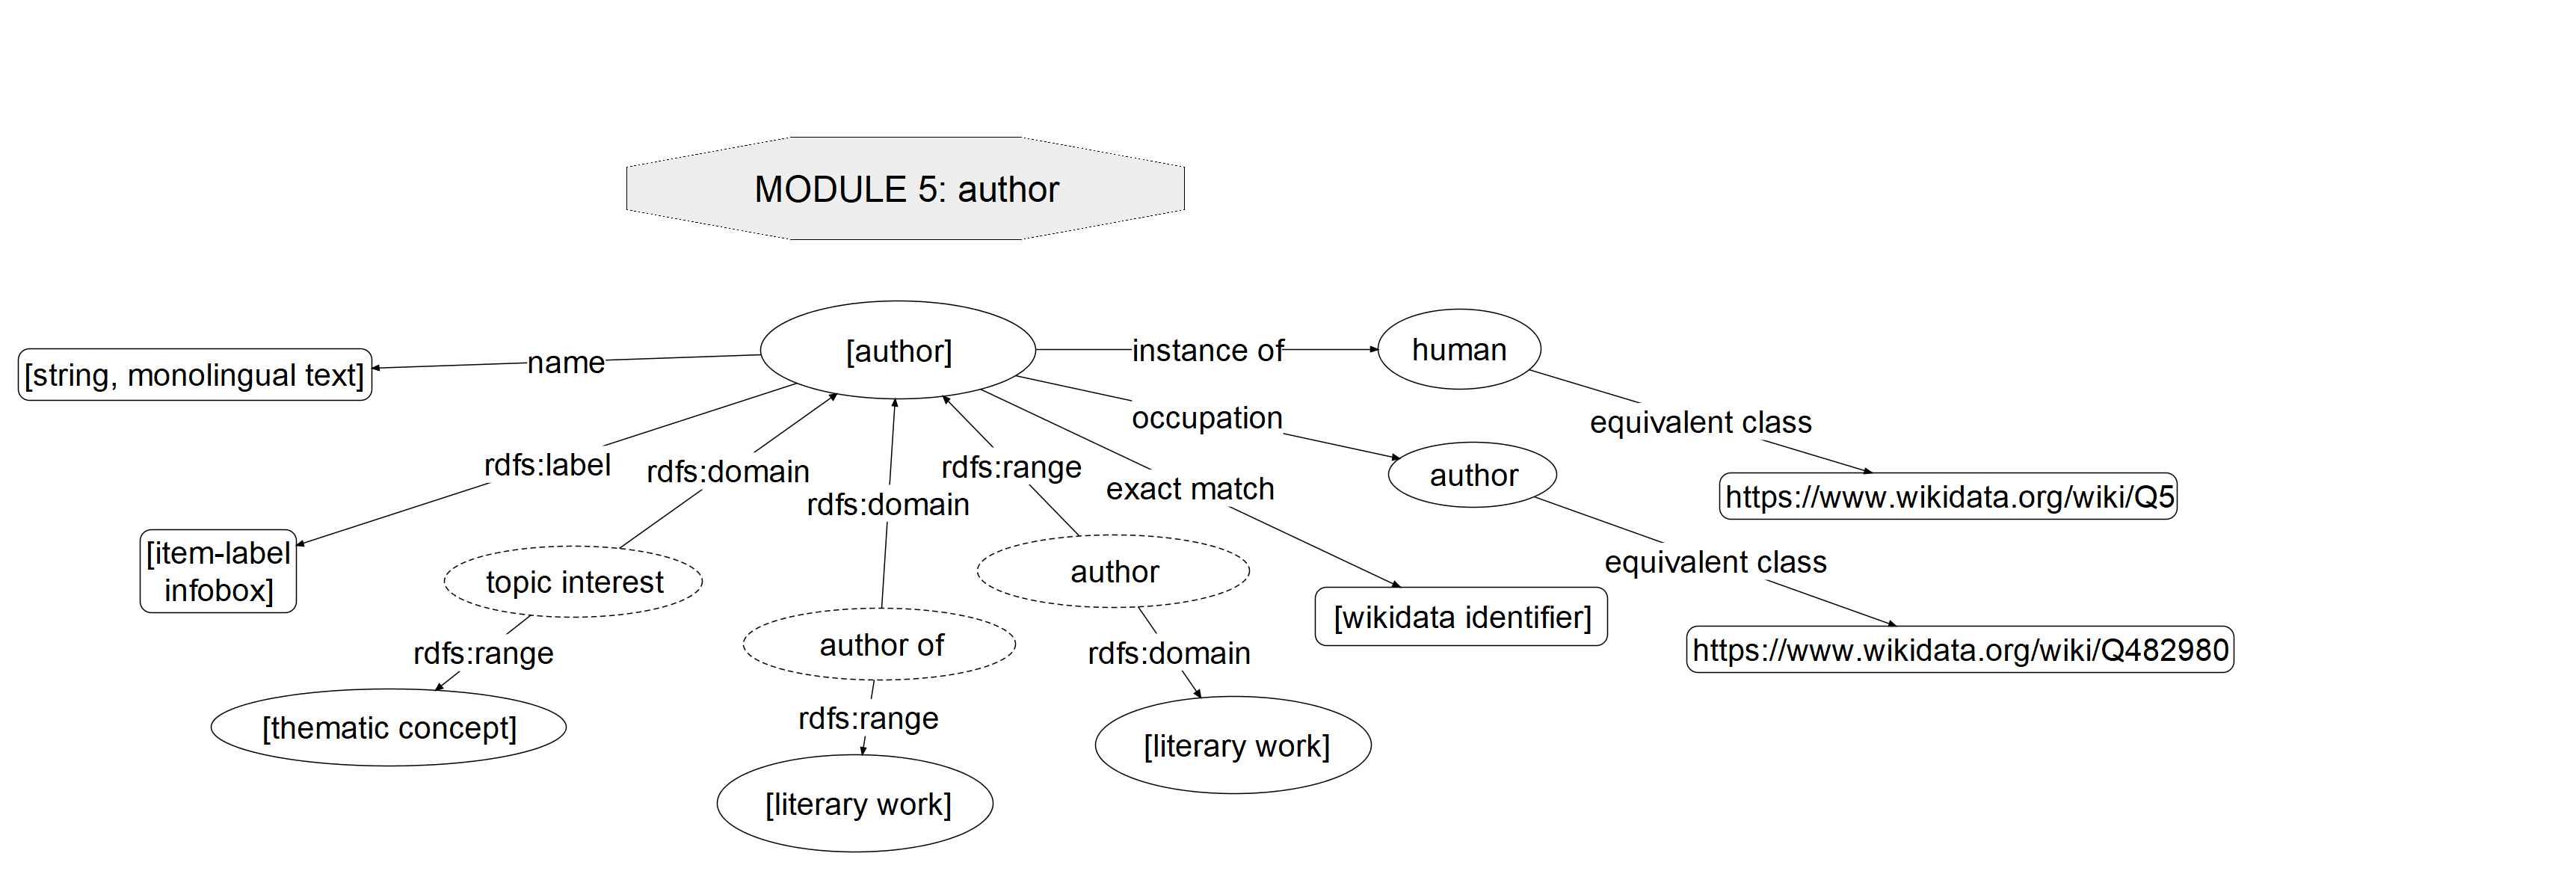 MODULE 5: author
[author]
instance of
human
name
[string, monolingual text]
occupation
equivalent class
rdfs:label
rdfs:domain
rdfs:range
author
exact match
https://www.wikidata.org/wiki/Q5
rdfs:domain
[item-label
infobox]
topic interest
author
equivalent class
[wikidata identifier]
author of
rdfs:range
rdfs:domain
https://www.wikidata.org/wiki/Q482980
[thematic concept]
rdfs:range
[literary work]
[literary work]